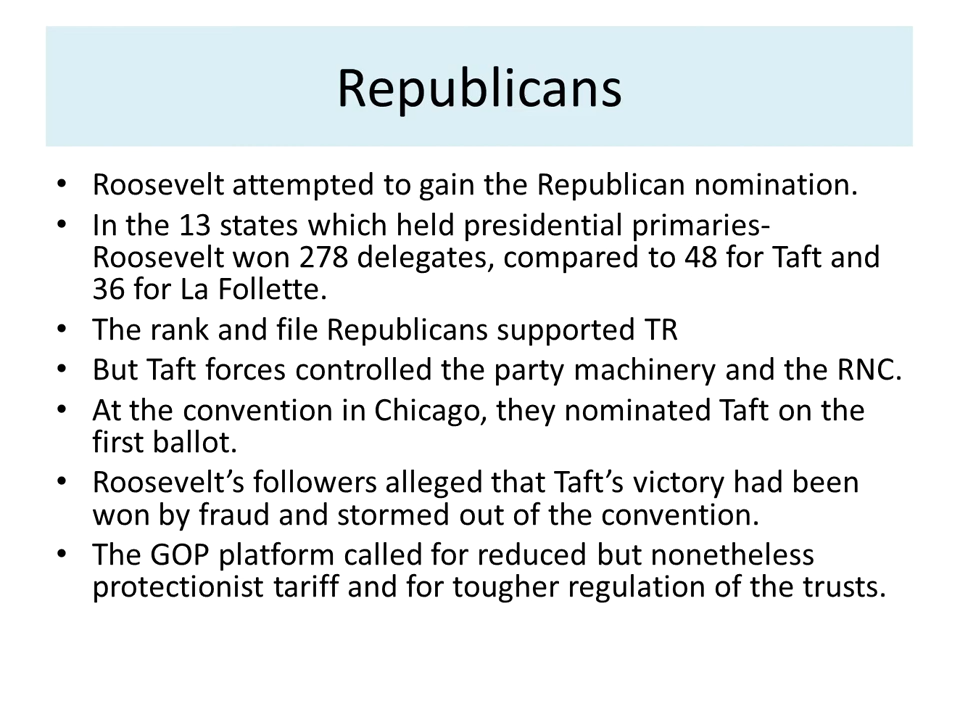 Republicans
• Roosevelt attempted to gain the Republican nomination.
• In the 13 states which held presidential primaries-
Roosevelt won 278 delegates, compared to 48 for Taft and
36 for La Follette.
• The rank and file Republicans supported TR
• But Taft forces controlled the party machinery and the RNC.
• At the convention in Chicago, they nominated Taft on the
first ballot.
• Roosevelt’s followers alleged that Taft’s victory had been
won by fraud and stormed out of the convention.
• The GOP platform called for reduced but nonetheless
protectionist tariff and for tougher regulation of the trusts.